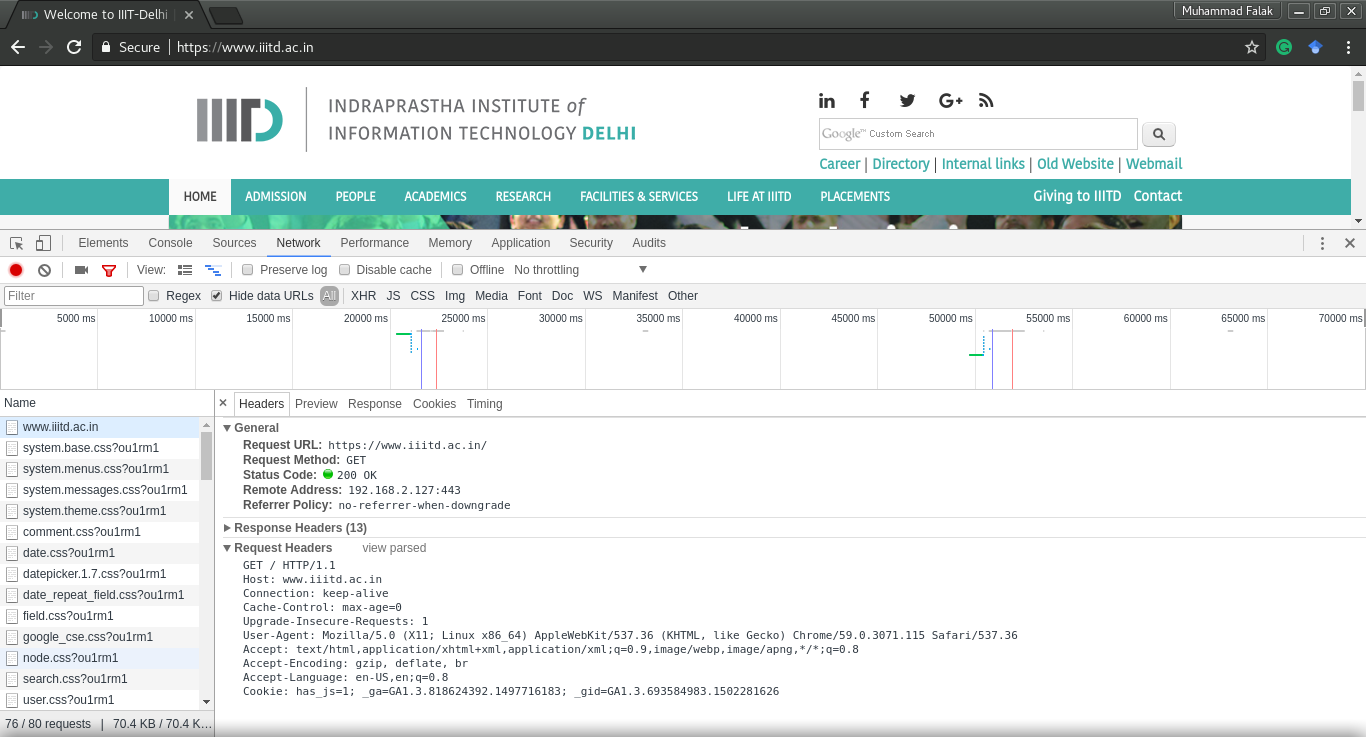 Welcome to IIIT-Delhi
Muhammad Falak
Secure https://www.iiitd.ac.in
IIITD
INDRAPRASTHA INSTITUTE of
INFORMATION TECHNOLOGY DELHI
Google™ Custom Search
Career | Directory | Internal links | Old Website | Webmail
HOME ADMISSION PEOPLE ACADEMICS RESEARCH FACILITIES & SERVICES LIFE AT IIITD PLACEMENTS Giving to IIITD Contact
Elements Console Sources Network Performance Memory Application Security Audits
View: Preserve log Disable cache Offline No throttling
Filter Regex Hide data URLs All XHR JS CSS Img Media Font Doc WS Manifest Other
5000 ms 10000 ms 15000 ms 20000 ms 25000 ms 30000 ms 35000 ms 40000 ms 45000 ms 50000 ms 55000 ms 60000 ms 65000 ms 70000 ms
Name
www.iiitd.ac.in
system.base.css?ou1rm1
system.menus.css?ou1rm1
system.messages.css?ou1rm1
system.theme.css?ou1rm1
comment.css?ou1rm1
date.css?ou1rm1
datepicker.1.7.css?ou1rm1
date_repeat_field.css?ou1rm1
field.css?ou1rm1
google_cse.css?ou1rm1
node.css?ou1rm1
search.css?ou1rm1
user.css?ou1rm1
76 / 80 requests | 70.4 KB / 70.4 K...
× Headers Preview Response Cookies Timing
General
Request URL: https://www.iiitd.ac.in/
Request Method: GET
Status Code: 200 OK
Remote Address: 192.168.2.127:443
Referrer Policy: no-referrer-when-downgrade
Response Headers (13)
Request Headers view parsed
GET / HTTP/1.1
Host: www.iiitd.ac.in
Connection: keep-alive
Cache-Control: max-age=0
Upgrade-Insecure-Requests: 1
User-Agent: Mozilla/5.0 (X11; Linux x86_64) AppleWebKit/537.36 (KHTML, like Gecko) Chrome/59.0.3071.115 Safari/537.36
Accept: text/html,application/xhtml+xml,application/xml;q=0.9,image/webp,image/apng,*/*;q=0.8
Accept-Encoding: gzip, deflate, br
Accept-Language: en-US,en;q=0.8
Cookie: has_js=1; _ga=GA1.3.818624392.1497716183; _gid=GA1.3.693584983.1502281626